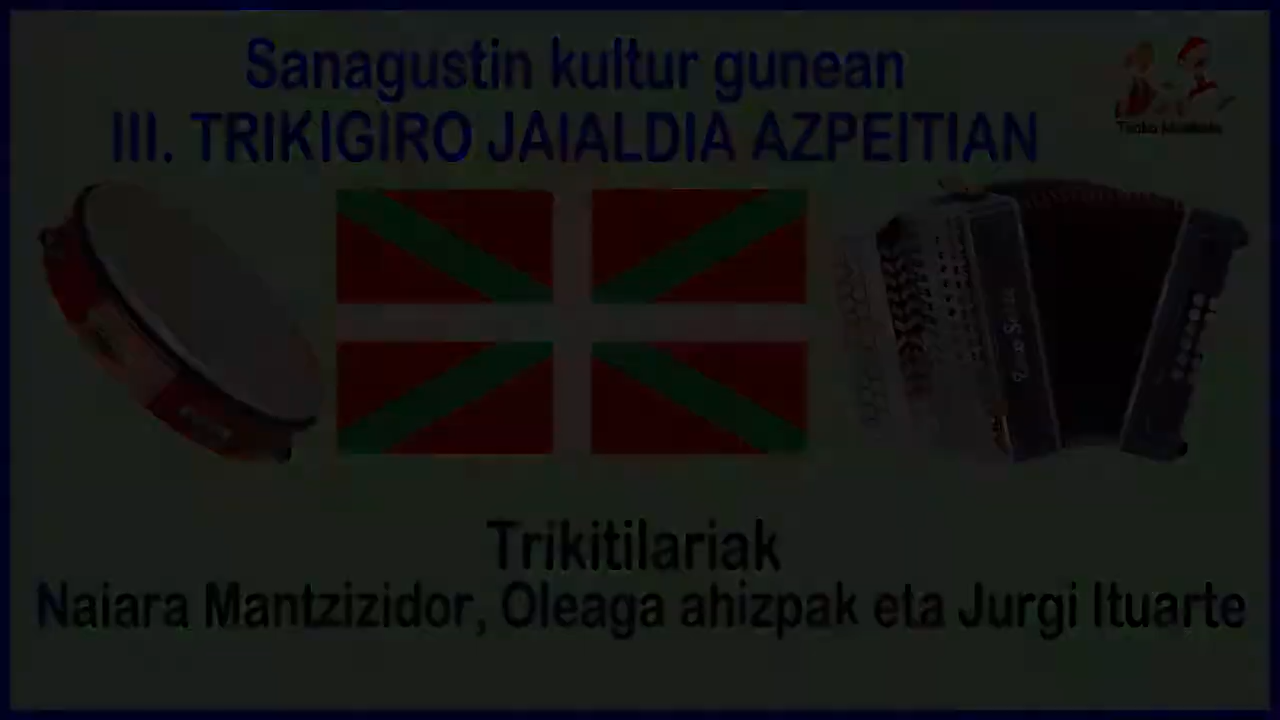 Sanagustin kultur gunean
III. TRIKIGIRO JAIALDIA AZPEITIAN
Trikitilariak
Naiara Mantzizidor, Oleaga ahizpak eta Jurgi Ituarte